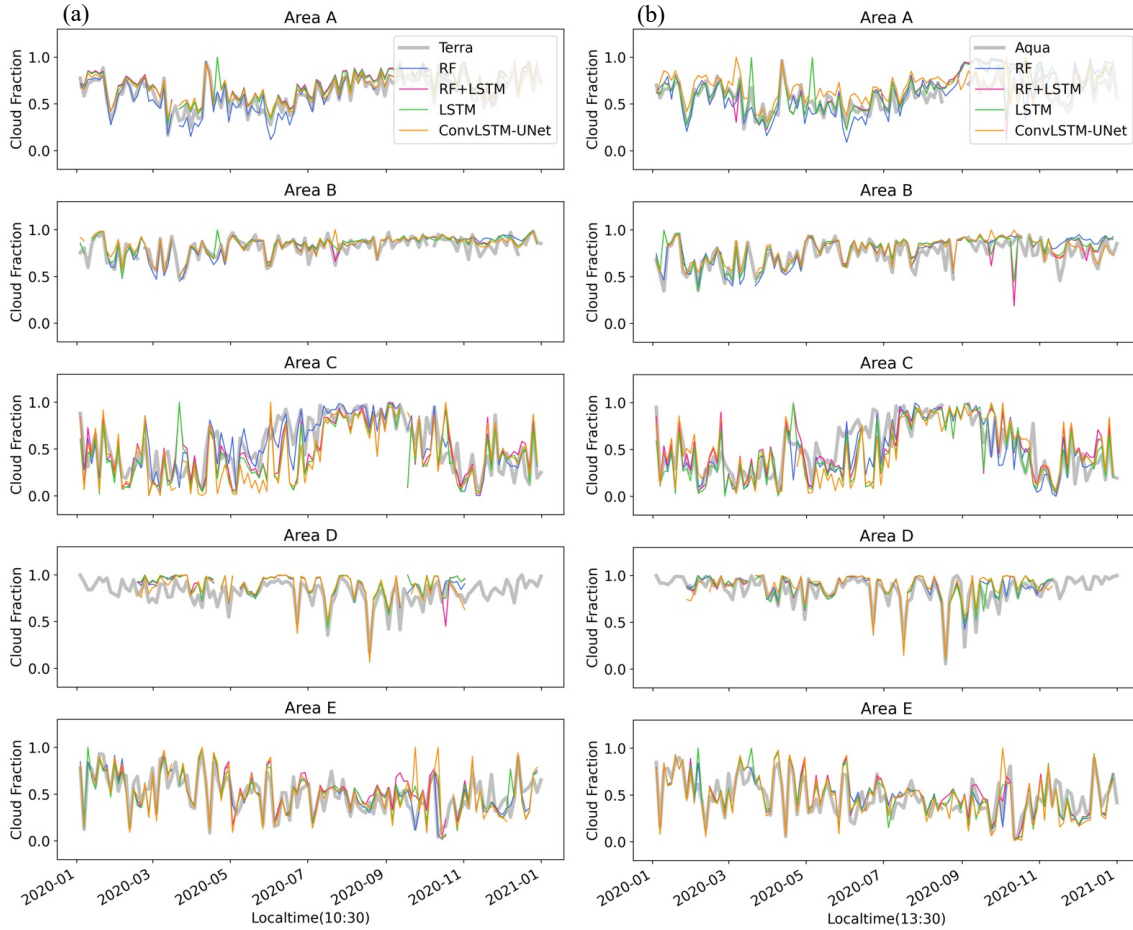 (a)
Area A
Cloud Fraction
1.0
0.5
0.0
Terra
RF
RF+LSTM
LSTM
ConvLSTM-UNet
Area B
Cloud Fraction
1.0
0.5
0.0
Area C
Cloud Fraction
1.0
0.5
0.0
Area D
Cloud Fraction
1.0
0.5
0.0
Area E
Cloud Fraction
1.0
0.5
0.0
2020-01
2020-03
2020-05
2020-07
2020-09
2020-11
2021-01
Localtime(10:30)
(b)
Area A
Cloud Fraction
1.0
0.5
0.0
Aqua
RF
RF+LSTM
LSTM
ConvLSTM-UNet
Area B
Cloud Fraction
1.0
0.5
0.0
Area C
Cloud Fraction
1.0
0.5
0.0
Area D
Cloud Fraction
1.0
0.5
0.0
Area E
Cloud Fraction
1.0
0.5
0.0
2020-01
2020-03
2020-05
2020-07
2020-09
2020-11
2021-01
Localtime(13:30)